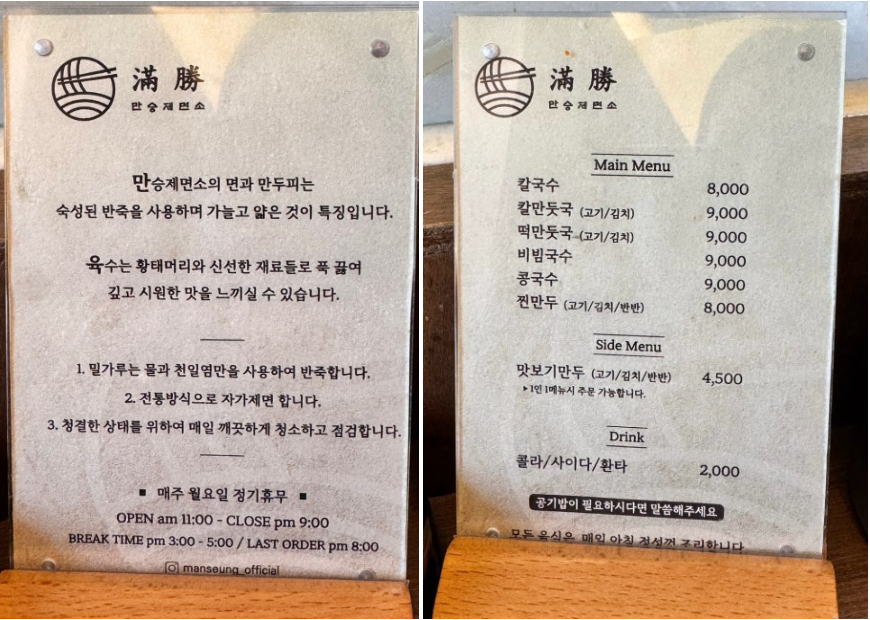 滿 勝
만승제면소
만승제면소의 면과 만두피는
숙성된 반죽을 사용하며 가늘고 얇은 것이 특징입니다.
육수는 황태머리와 신선한 재료들로 푹 끓여
깊고 시원한 맛을 느끼실 수 있습니다.
1. 밀가루는 물과 천일염만을 사용하여 반죽합니다.
2. 전통방식으로 자가제면 합니다.
3. 청결한 상태를 위하여 매일 깨끗하게 청소하고 점검합니다.
■ 매주 월요일 정기휴무 ■
OPEN am 11:00 - CLOSE pm 9:00
BREAK TIME pm 3:00 - 5:00 / LAST ORDER pm 8:00
manseung_official
滿 勝
만승제면소
Main Menu
칼국수 8,000
칼만둣국 (고기/김치) 9,000
떡만둣국 (고기/김치) 9,000
비빔국수 9,000
콩국수 9,000
찐만두 (고기/김치/반반) 8,000
Side Menu
맛보기만두 (고기/김치/반반) 4,500
▶1인 1메뉴시 주문 가능합니다.
Drink
콜라/사이다/환타 2,000
공기밥이 필요하시다면 말씀해주세요
모든 음식은 매일 아침 정성껏 조리합니다